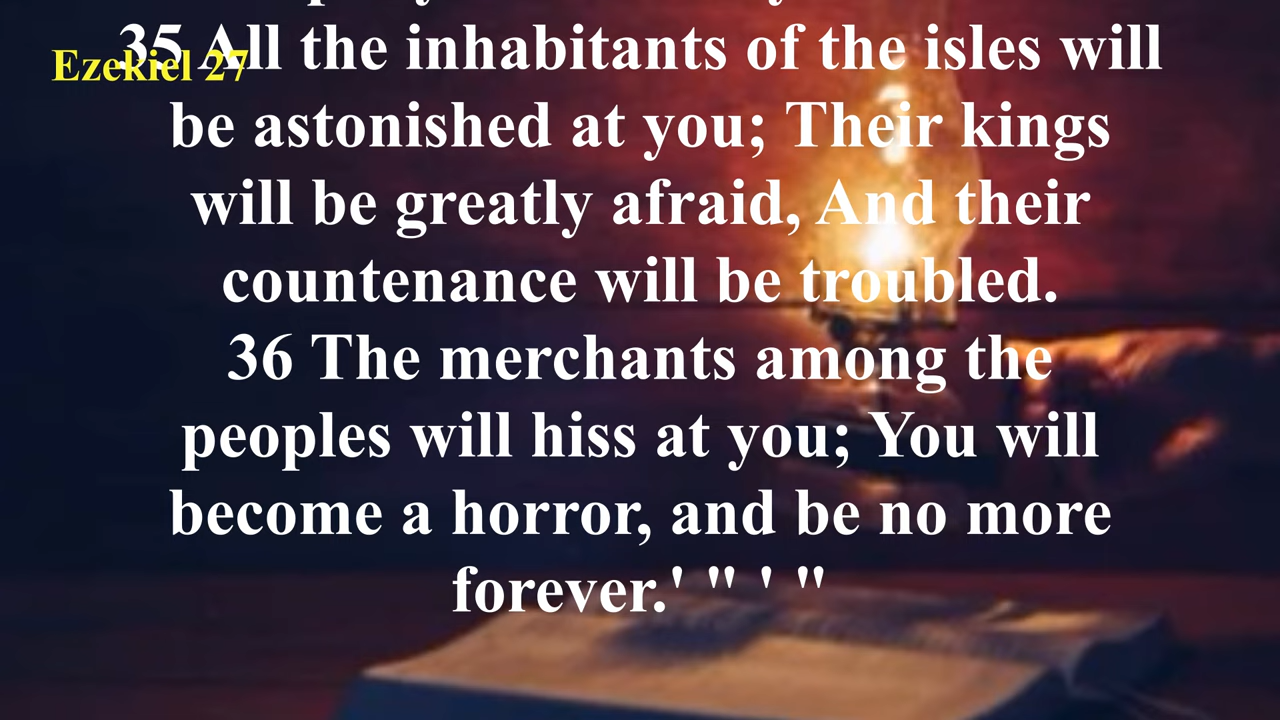 Ezekiel 27
35 All the inhabitants of the isles will
be astonished at you; Their kings
will be greatly afraid, And their
countenance will be troubled.
36 The merchants among the
peoples will hiss at you; You will
become a horror, and be no more
forever.' " ' "